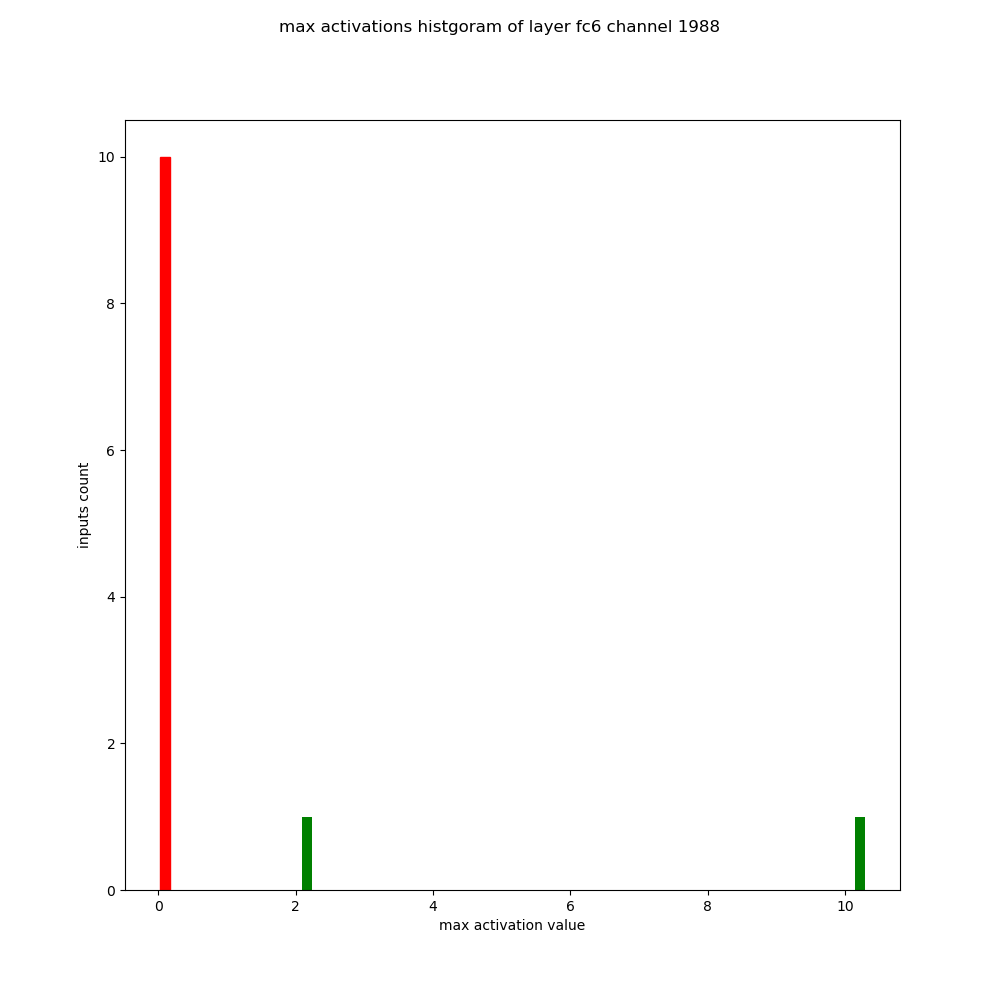 max activations histgoram of layer fc6 channel 1988
10
8
6
4
2
0
inputs count
0 2 4 6 8 10
max activation value